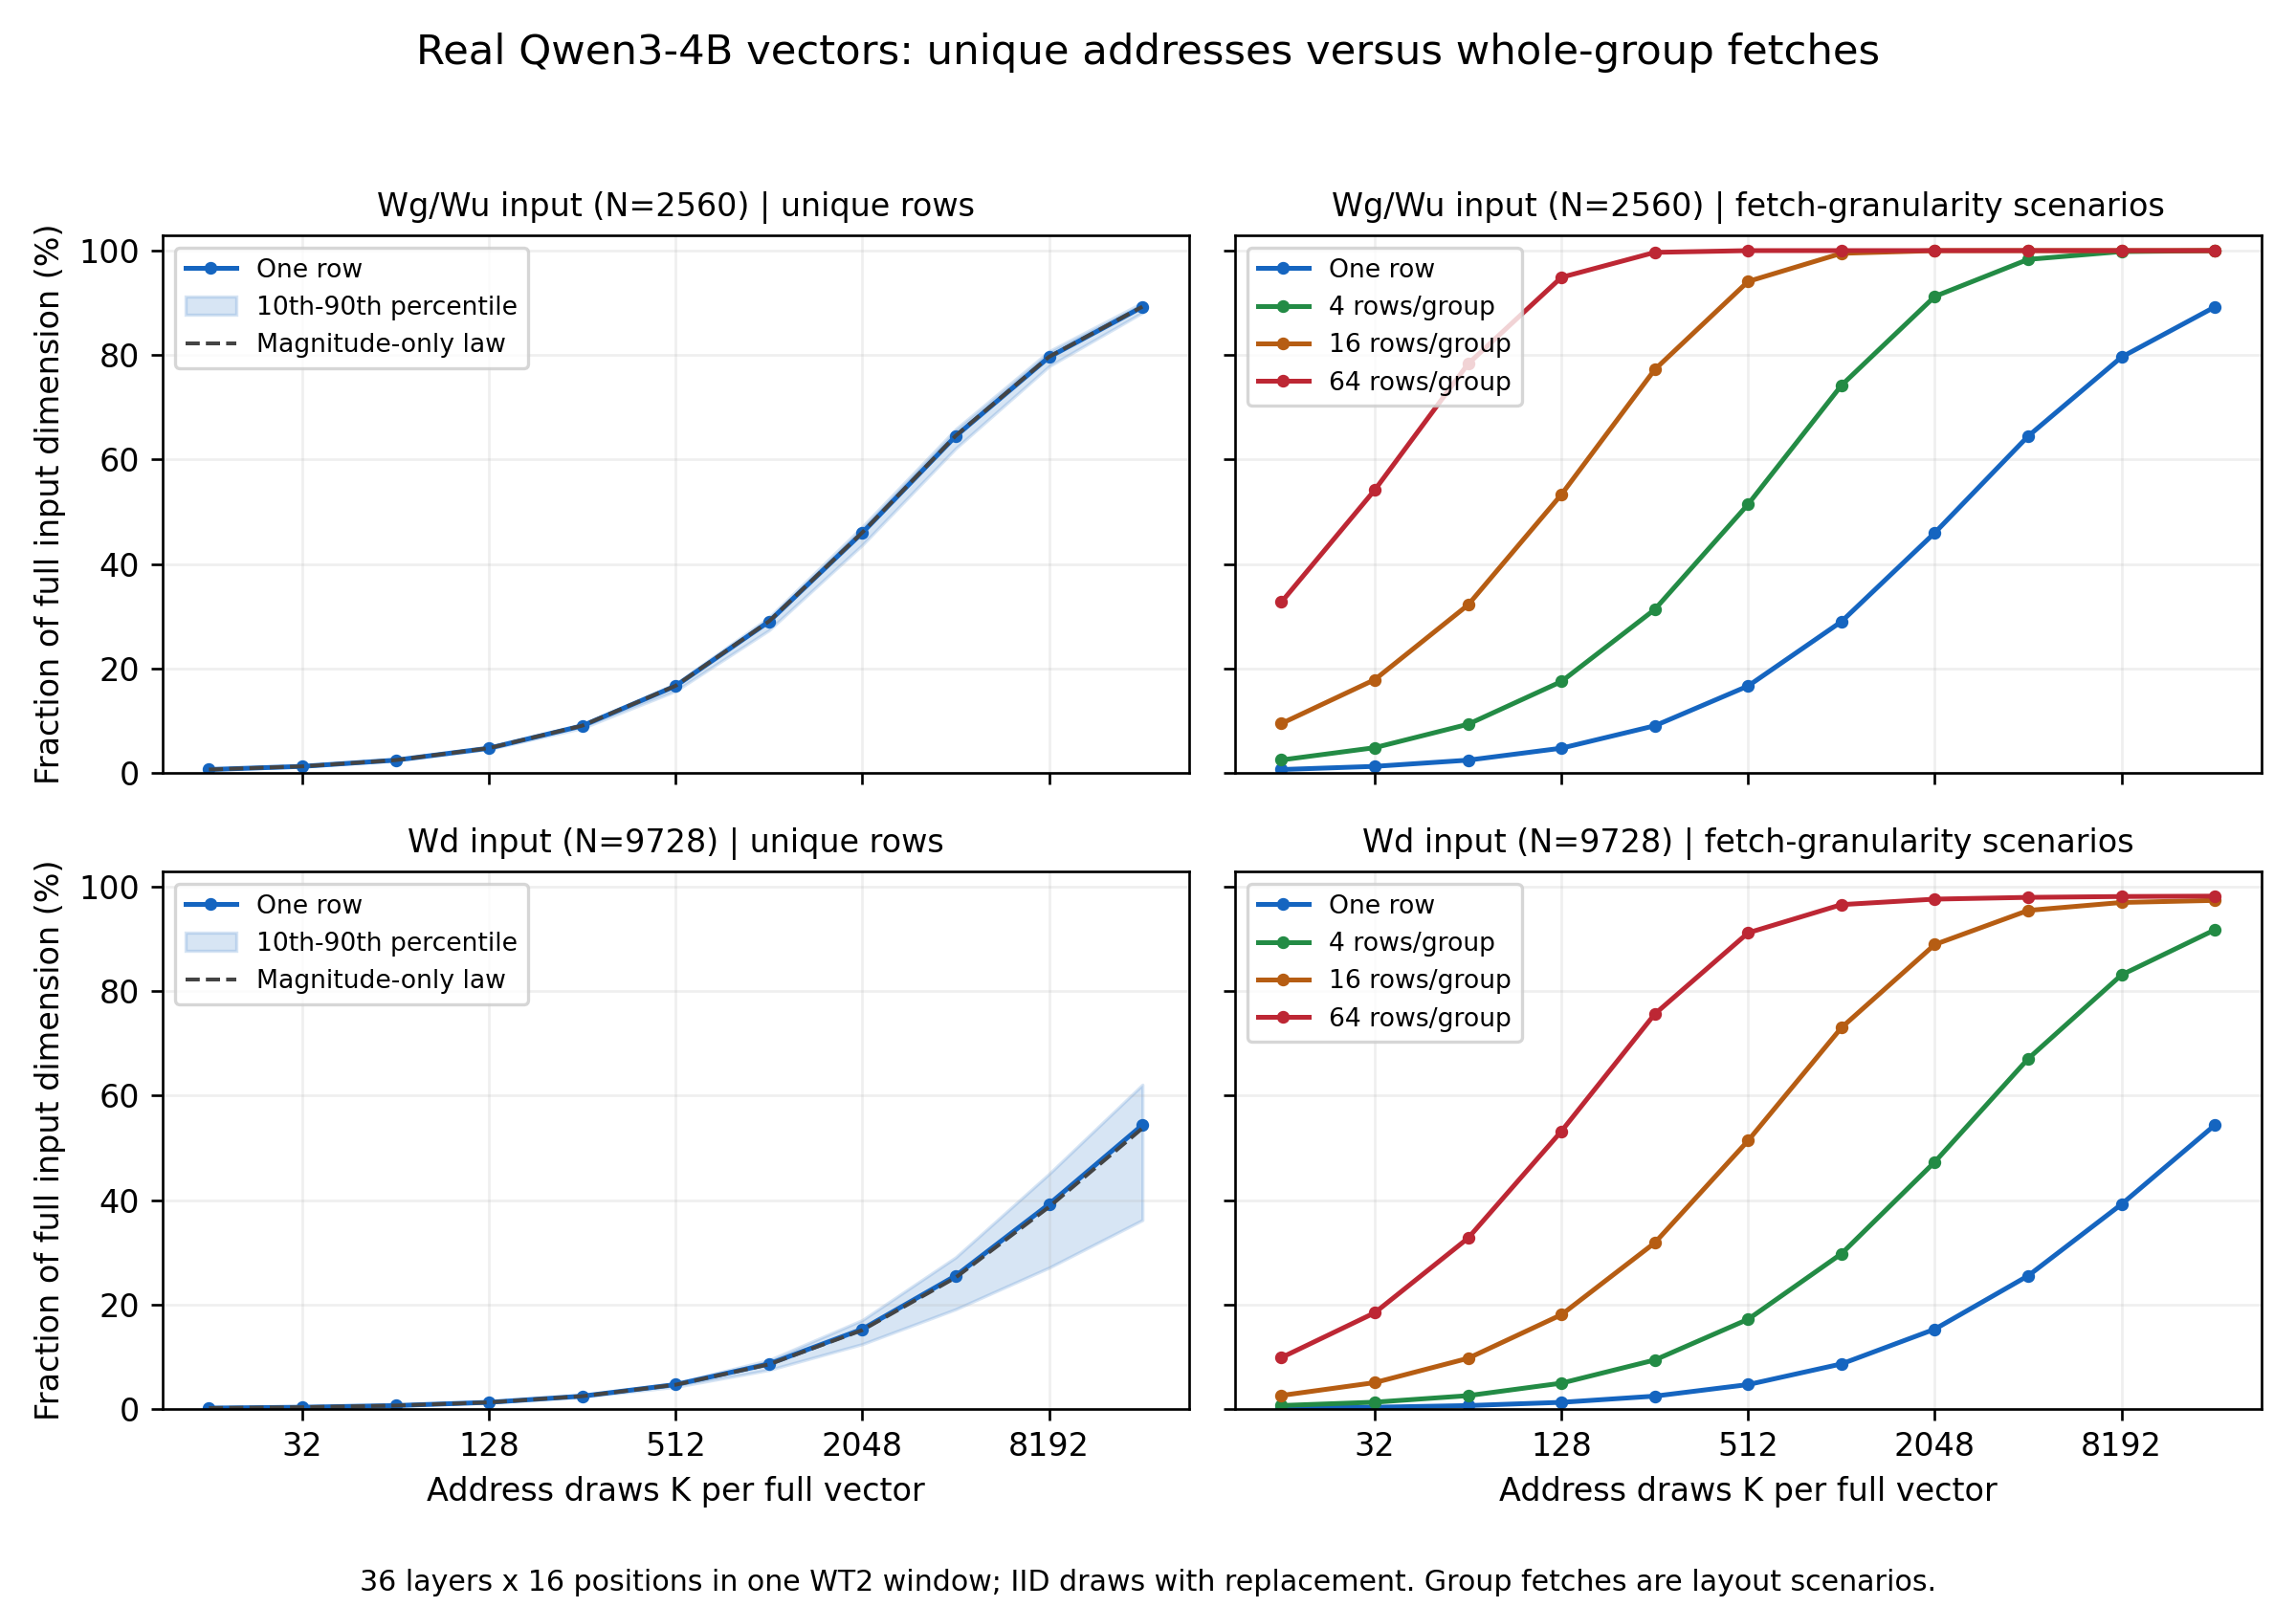 Real Qwen3-4B vectors: unique addresses versus whole-group fetches
Wg/Wu input (N=2560) | unique rows
Fraction of full input dimension (%)
100
80
60
40
20
0
One row
10th-90th percentile
Magnitude-only law
Wg/Wu input (N=2560) | fetch-granularity scenarios
One row
4 rows/group
16 rows/group
64 rows/group
Wd input (N=9728) | unique rows
Fraction of full input dimension (%)
100
80
60
40
20
0
One row
10th-90th percentile
Magnitude-only law
32 128 512 2048 8192
Address draws K per full vector
Wd input (N=9728) | fetch-granularity scenarios
One row
4 rows/group
16 rows/group
64 rows/group
32 128 512 2048 8192
Address draws K per full vector
36 layers x 16 positions in one WT2 window; IID draws with replacement. Group fetches are layout scenarios.